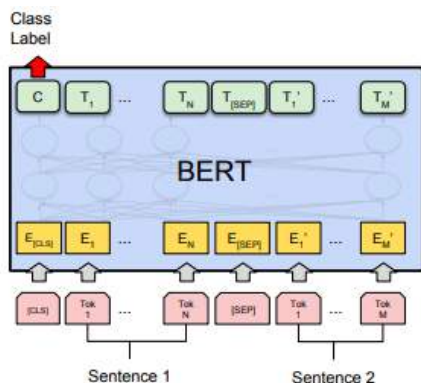 Class
Label
C T1 ... TN T[SEP] T1' ... TM'
BERT
E[CLS] E1 ... EN E[SEP] E1' ... EM'
[CLS] Tok 1 ... Tok N [SEP] Tok 1 ... Tok M
Sentence 1 Sentence 2